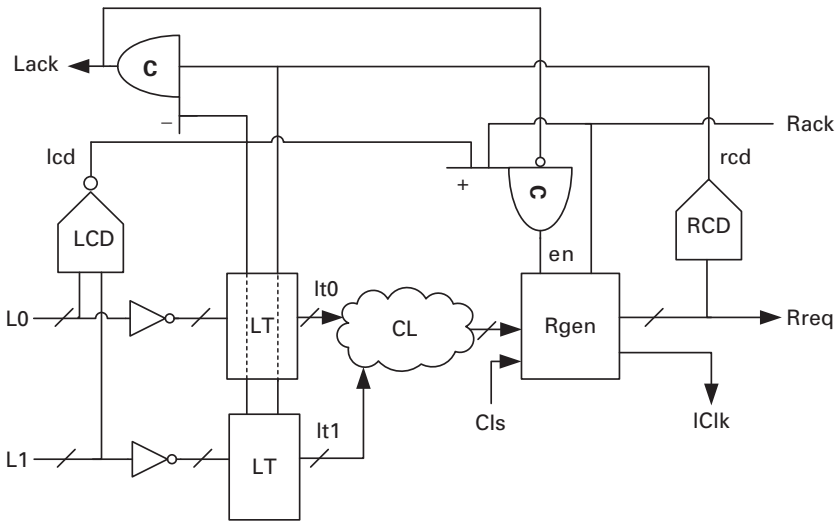 Lack
C
−
Rack
lcd
rcd
+
C
LCD
RCD
en
lt0
L0
LT
CL
Rgen
Rreq
Cls
lClk
lt1
L1
LT